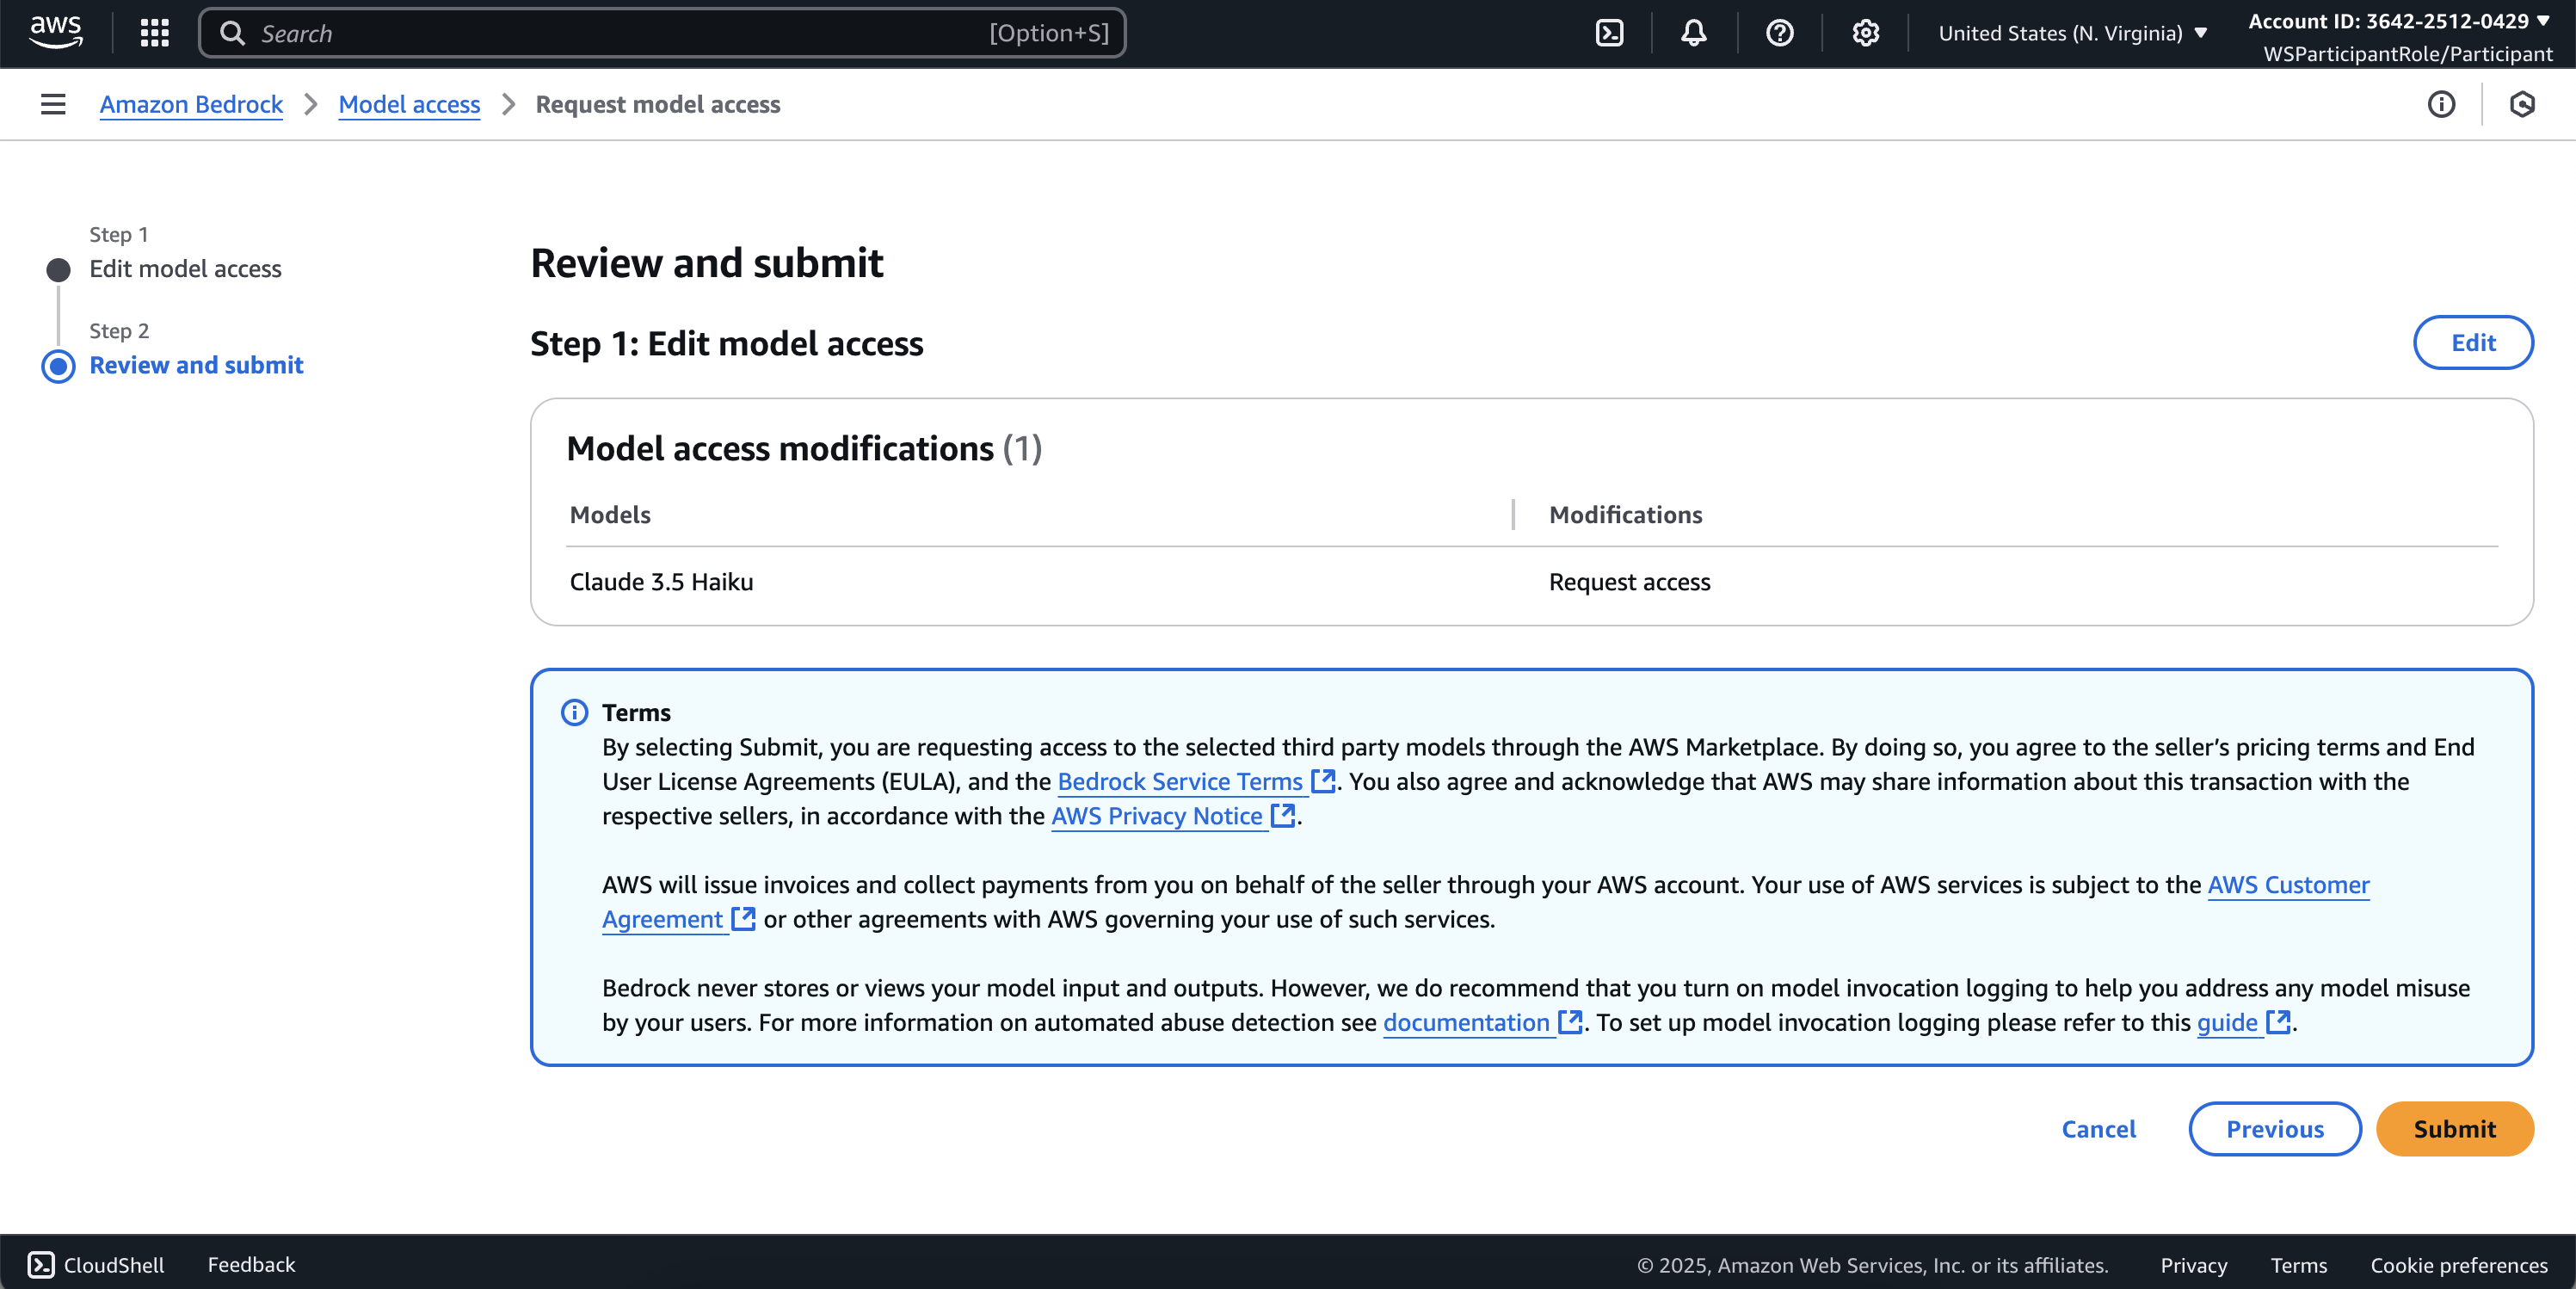 aws
Search
[Option+S]
United States (N. Virginia)
Account ID: 3642-2512-0429
WSParticipantRole/Participant
Amazon Bedrock
Model access
Request model access
Step 1
Edit model access
Step 2
Review and submit
Review and submit
Step 1: Edit model access
Edit
Model access modifications (1)
Models
Modifications
Claude 3.5 Haiku
Request access
Terms
By selecting Submit, you are requesting access to the selected third party models through the AWS Marketplace. By doing so, you agree to the seller’s pricing terms and End
User License Agreements (EULA), and the Bedrock Service Terms. You also agree and acknowledge that AWS may share information about this transaction with the
respective sellers, in accordance with the AWS Privacy Notice.
AWS will issue invoices and collect payments from you on behalf of the seller through your AWS account. Your use of AWS services is subject to the AWS Customer
Agreement or other agreements with AWS governing your use of such services.
Bedrock never stores or views your model input and outputs. However, we do recommend that you turn on model invocation logging to help you address any model misuse
by your users. For more information on automated abuse detection see documentation. To set up model invocation logging please refer to this guide.
Cancel
Previous
Submit
CloudShell
Feedback
© 2025, Amazon Web Services, Inc. or its affiliates.
Privacy
Terms
Cookie preferences